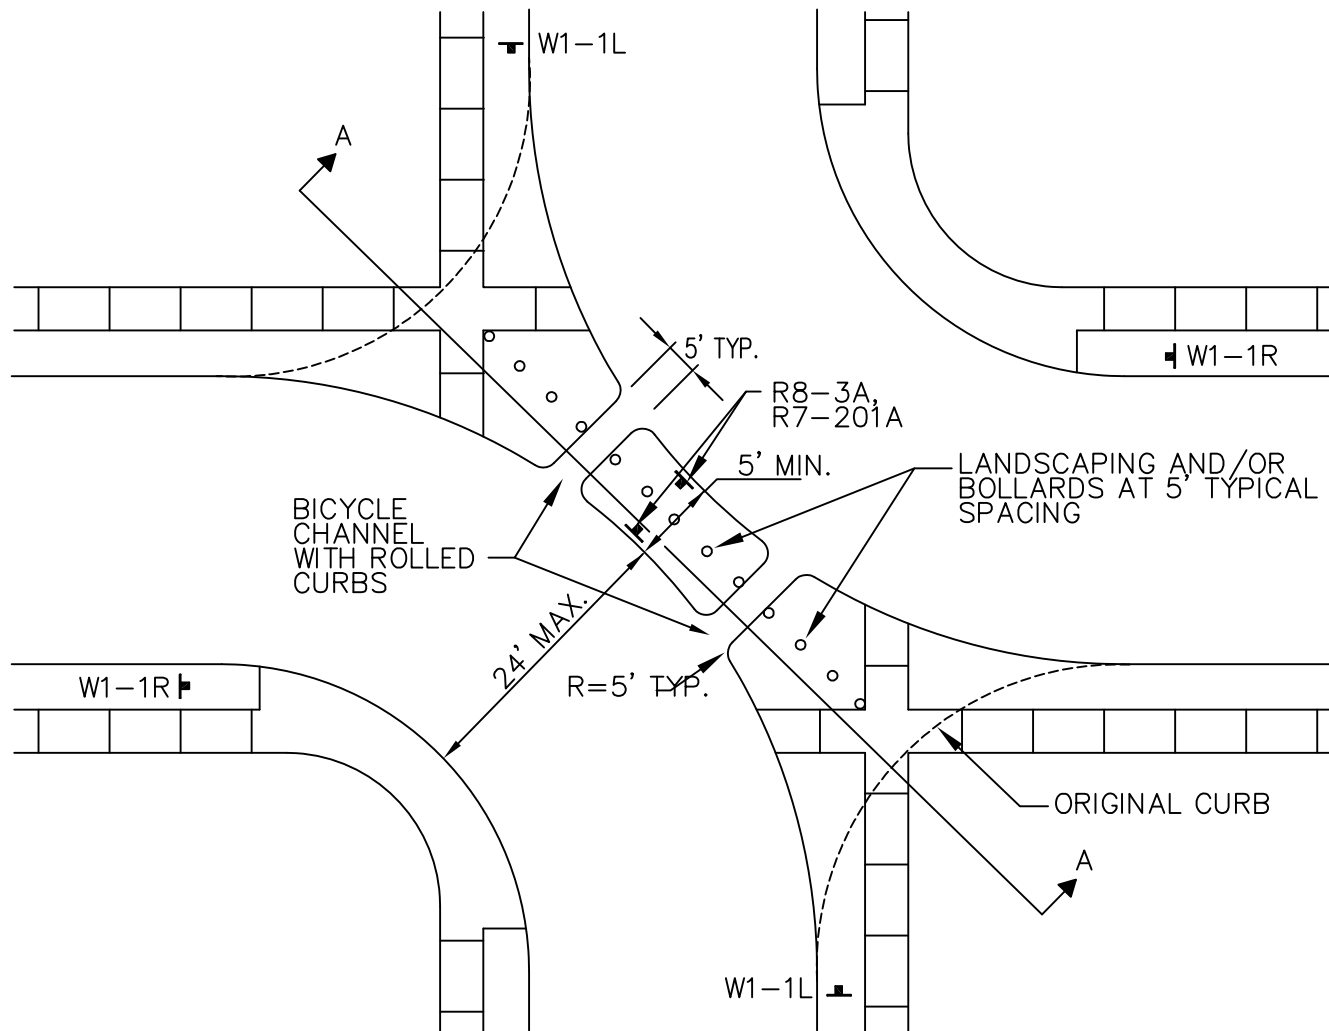 W1-1L
A
5' TYP.
W1-1R
R8-3A,
R7-201A
5' MIN.
LANDSCAPING AND/OR
BOLLARDS AT 5' TYPICAL
SPACING
BICYCLE
CHANNEL
WITH ROLLED
CURBS
24' MAX.
R=5' TYP.
W1-1R
ORIGINAL CURB
A
W1-1L